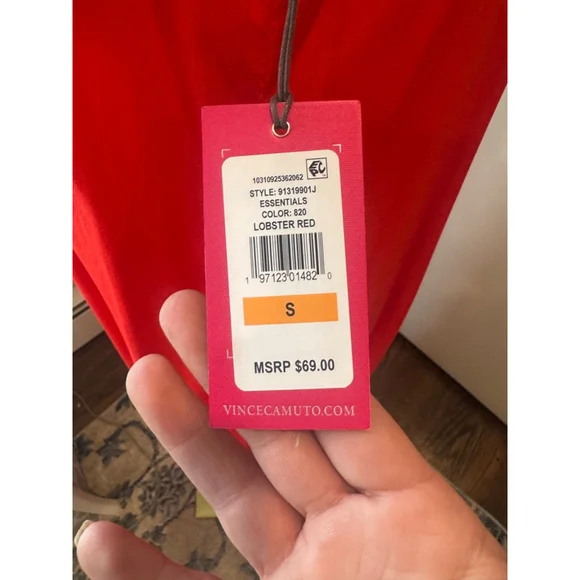 10310925362062
STYLE: 91319901J
ESSENTIALS
COLOR: 820
LOBSTER RED
1 97123 01482 0
S
MSRP $69.00
VINCECAMUTO.COM